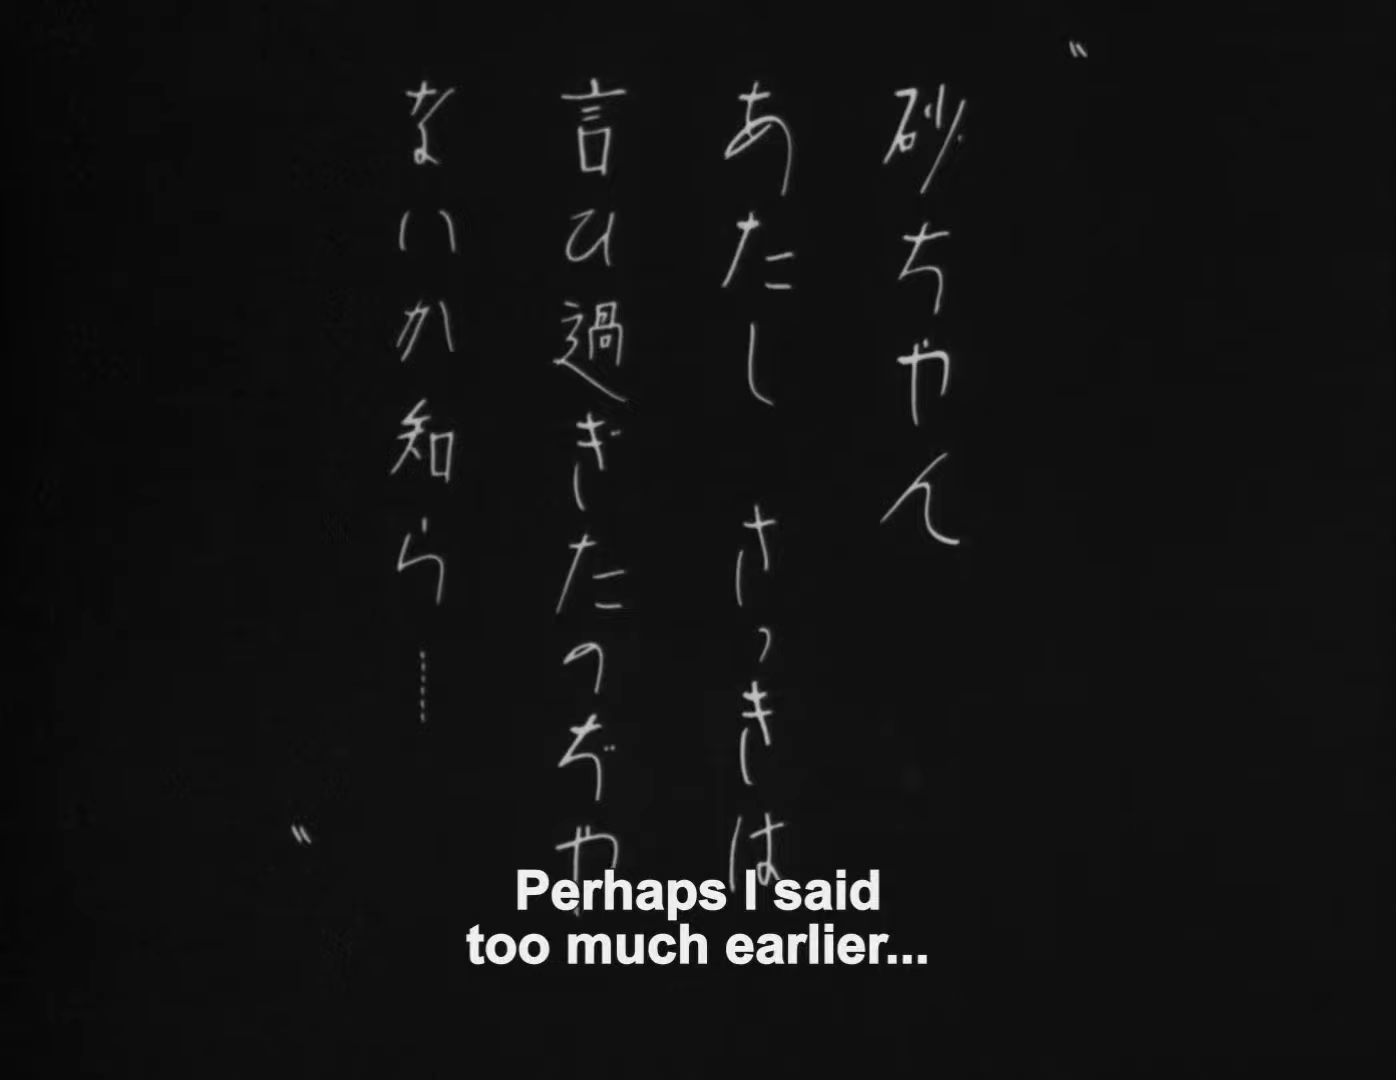 〝
砂ちやん
あたし さっきは
言ひ過ぎたのぢや
ないか知ら……
〟
Perhaps I said
too much earlier...